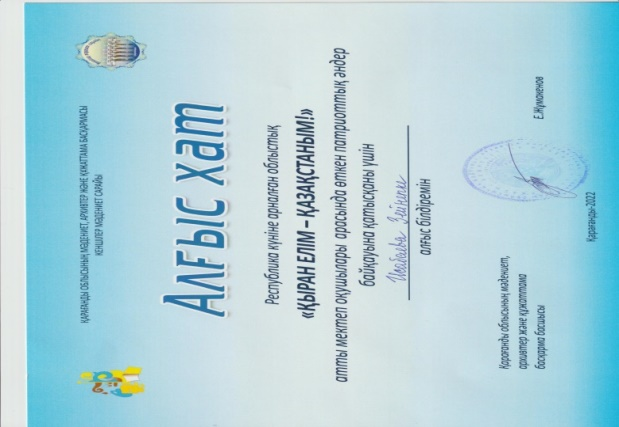 ҚАРАҒАНДЫ ОБЛЫСЫНЫҢ МӘДЕНИЕТ, АРХИВТЕР ЖӘНЕ ҚҰЖАТТАМА БАСҚАРМАСЫ
КЕНШІЛЕР МӘДЕНИЕТ САРАЙЫ
АЛҒЫС ХАТ
Республика күніне арналған облыстық
«ҚЫРАН ЕЛІМ – ҚАЗАҚСТАНЫМ!»
атты мектеп оқушылары арасында өткен патриоттық әндер
байқауына қатысқаны үшін
алғыс білдіремін
Қарағанды облысының мәдениет,
архивтер және құжаттама
басқарма басшысы
Е.Жұмакенов
Қарағанды-2022